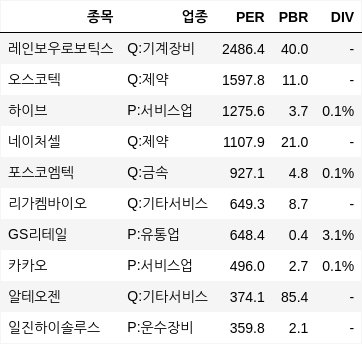 종목 업종 PER PBR DIV
레인보우로보틱스 Q:기계장비 2486.4 40.0 -
오스코텍 Q:제약 1597.8 11.0 -
하이브 P:서비스업 1275.6 3.7 0.1%
네이처셀 Q:제약 1107.9 21.0 -
포스코엠텍 Q:금속 927.1 4.8 0.1%
리가켐바이오 Q:기타서비스 649.3 8.7 -
GS리테일 P:유통업 648.4 0.4 3.1%
카카오 P:서비스업 496.0 2.7 0.1%
알테오젠 Q:기타서비스 374.1 85.4 -
일진하이솔루스 P:운수장비 359.8 2.1 -